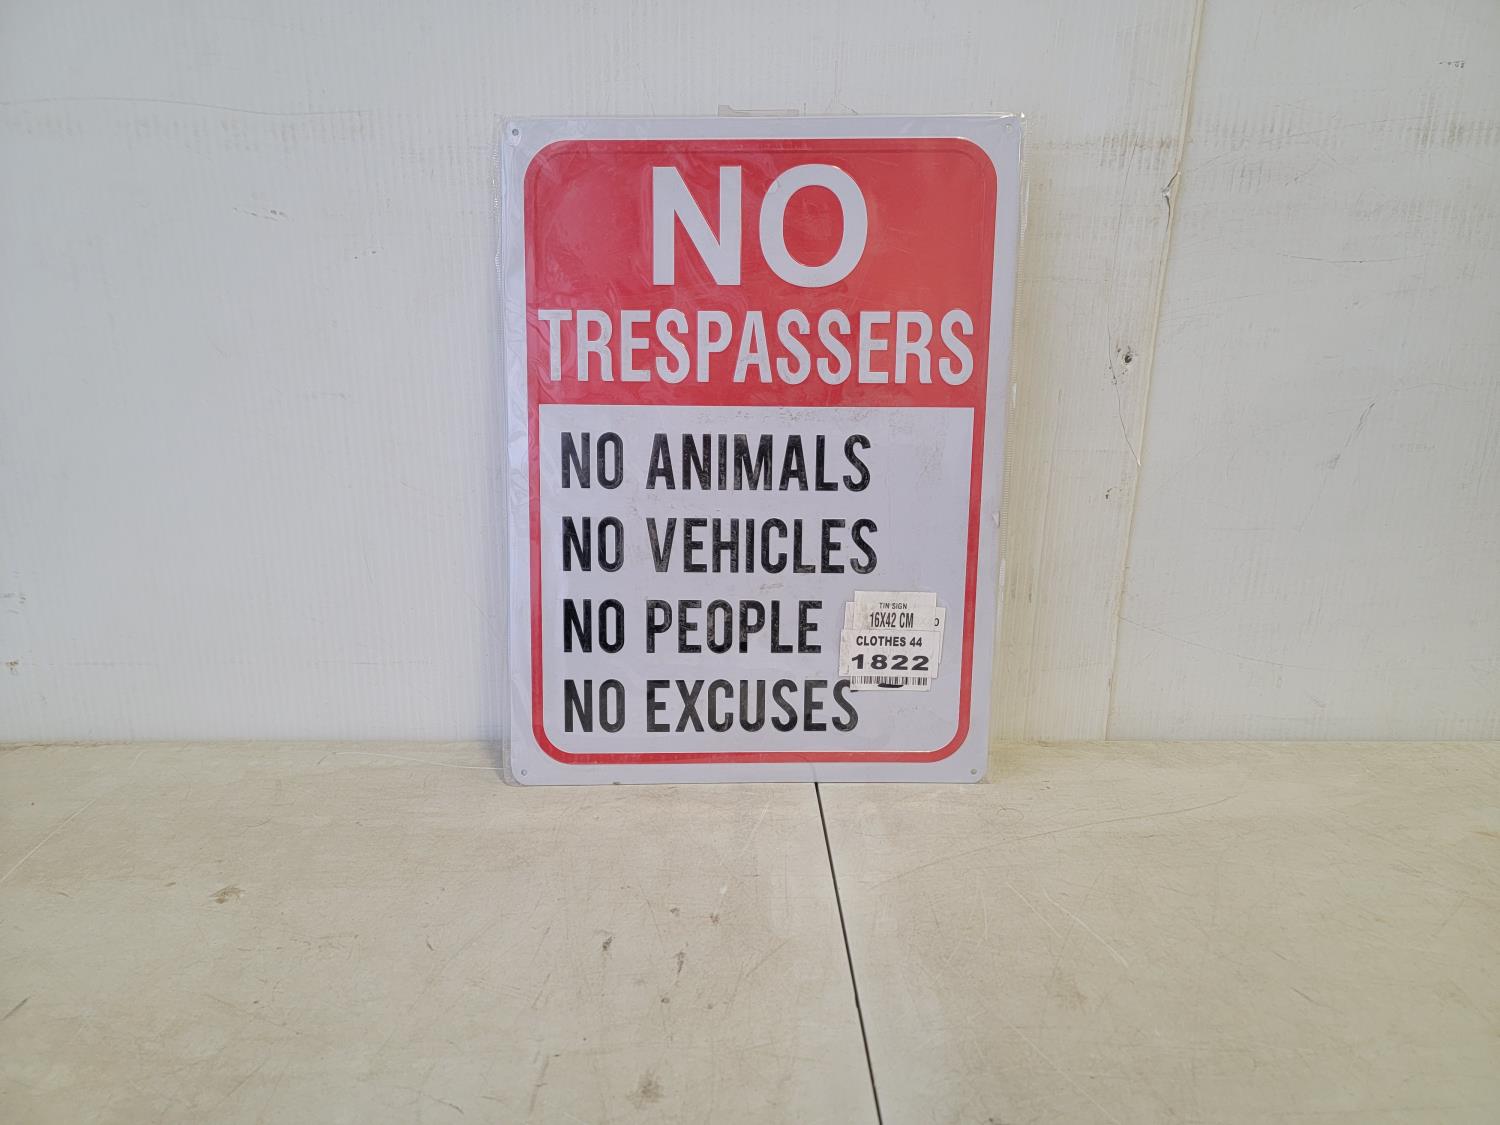 NO
TRESPASSERS
NO ANIMALS
NO VEHICLES
NO PEOPLE
NO EXCUSES
TIN SIGN
16X42 CM
CLOTHES 44
1822